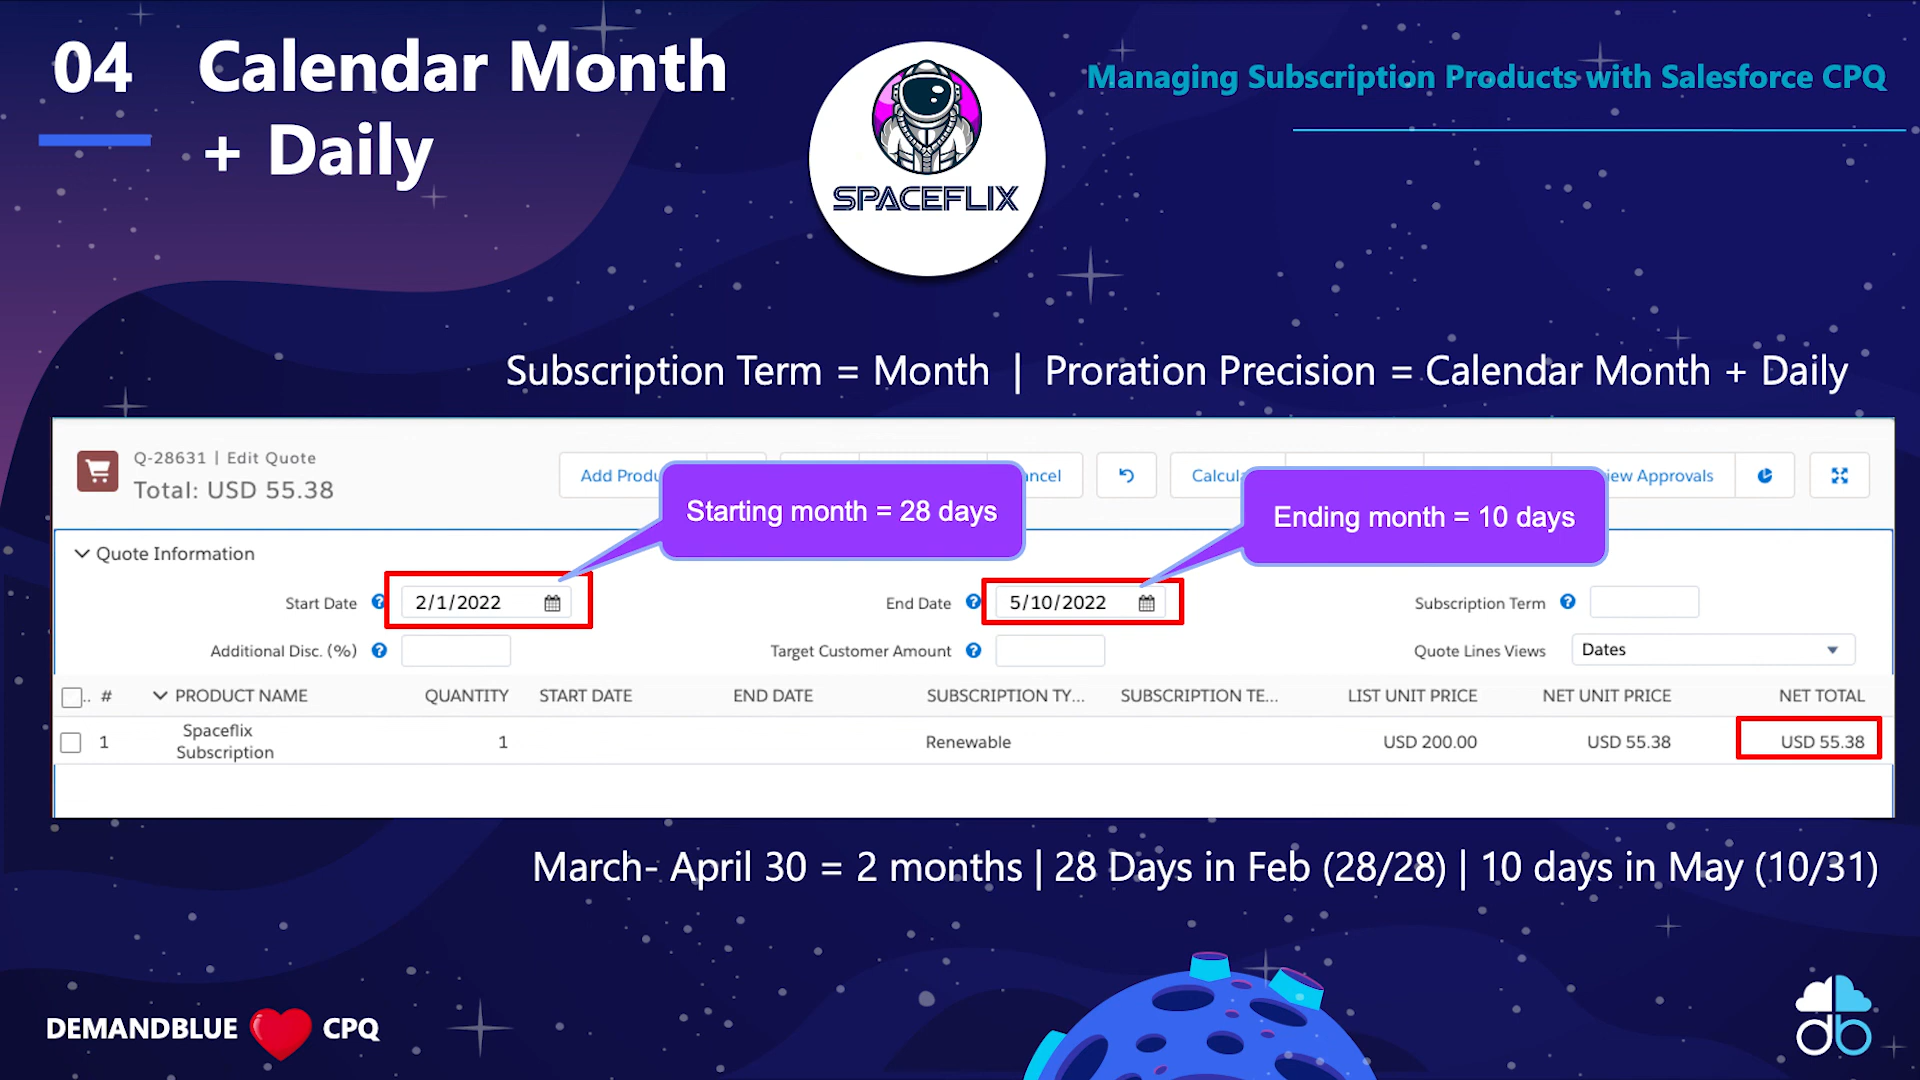 04 Calendar Month
+ Daily
SPACEFLIX
Managing Subscription Products with Salesforce CPQ
Subscription Term = Month | Proration Precision = Calendar Month + Daily
Q-28631 | Edit Quote
Total: USD 55.38
Add Produ
ncel
Calcula
iew Approvals
Starting month = 28 days
Ending month = 10 days
Quote Information
Start Date ? 2/1/2022
End Date ? 5/10/2022
Subscription Term ?
Additional Disc. (%) ?
Target Customer Amount ?
Quote Lines Views Dates
.. # PRODUCT NAME QUANTITY START DATE END DATE SUBSCRIPTION TY... SUBSCRIPTION TE... LIST UNIT PRICE NET UNIT PRICE NET TOTAL
1 Spaceflix Subscription 1 Renewable USD 200.00 USD 55.38 USD 55.38
March- April 30 = 2 months | 28 Days in Feb (28/28) | 10 days in May (10/31)
DEMANDBLUE CPQ
db